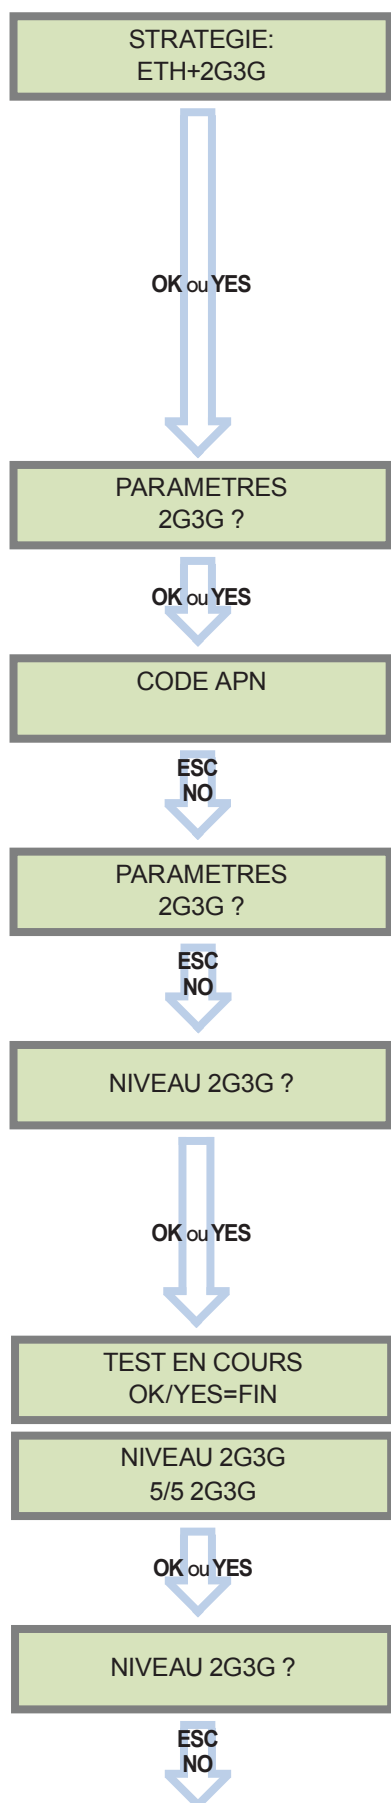 STRATEGIE:
ETH+2G3G
OK ou YES
PARAMETRES
2G3G ?
OK ou YES
CODE APN
ESC
NO
PARAMETRES
2G3G ?
ESC
NO
NIVEAU 2G3G ?
OK ou YES
TEST EN COURS
OK/YES=FIN
NIVEAU 2G3G
5/5 2G3G
OK ou YES
NIVEAU 2G3G ?
ESC
NO